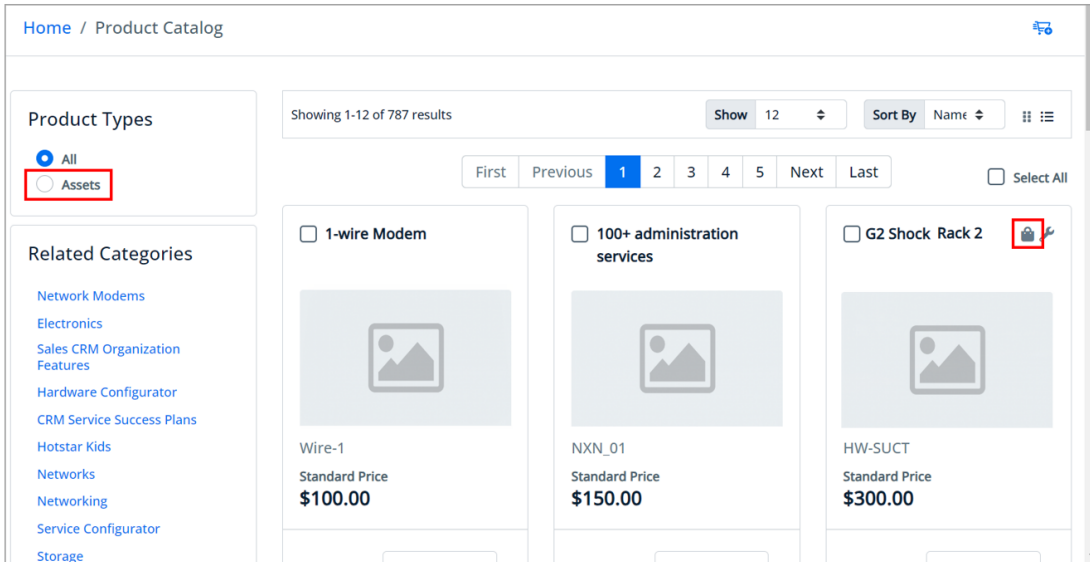 Home / Product Catalog
Product Types
All
Assets
Related Categories
Network Modems
Electronics
Sales CRM Organization
Features
Hardware Configurator
CRM Service Success Plans
Hotstar Kids
Networks
Networking
Service Configurator
Storage
Showing 1-12 of 787 results
Show 12
Sort By Name
First Previous 1 2 3 4 5 Next Last
Select All
1-wire Modem
Wire-1
Standard Price
$100.00
100+ administration
services
NXN_01
Standard Price
$150.00
G2 Shock Rack 2
HW-SUCT
Standard Price
$300.00